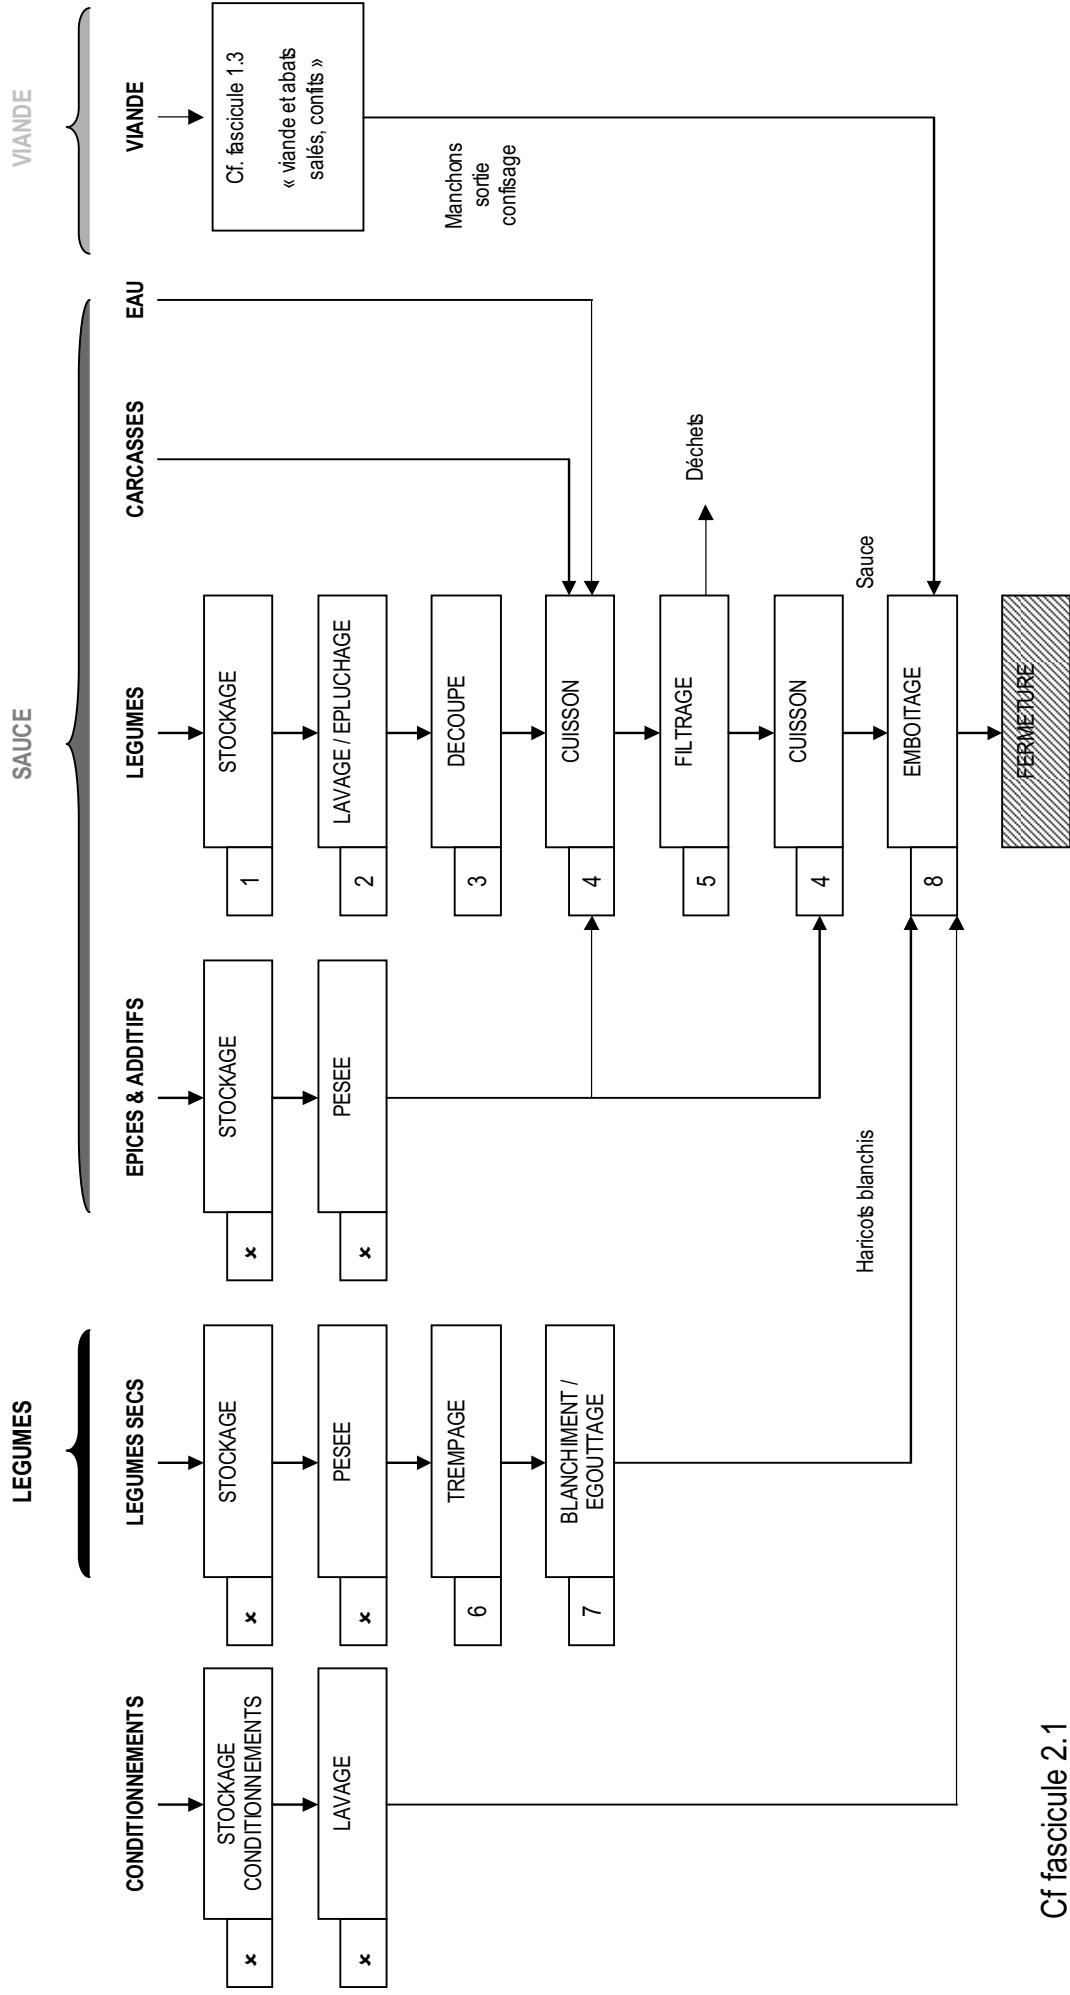 LEGUMES
SAUCE
VIANDE
CONDITIONNEMENTS
LEGUMES SECS
EPICES & ADDITIFS
LEGUMES
CARCASSES
EAU
VIANDE
×
STOCKAGE
CONDITIONNEMENTS
×
STOCKAGE
×
STOCKAGE
1
STOCKAGE
Cf. fascicule 1.3
« viande et abats
salés, confits »
×
LAVAGE
×
PESEE
×
PESEE
2
LAVAGE / EPLUCHAGE
6
TREMPAGE
3
DECOUPE
Manchons
sortie
confisage
7
BLANCHIMENT /
EGOUTTAGE
4
CUISSON
5
FILTRAGE
Déchets
4
CUISSON
Haricots blanchis
Sauce
8
EMBOITAGE
FERMETURE
Cf fascicule 2.1